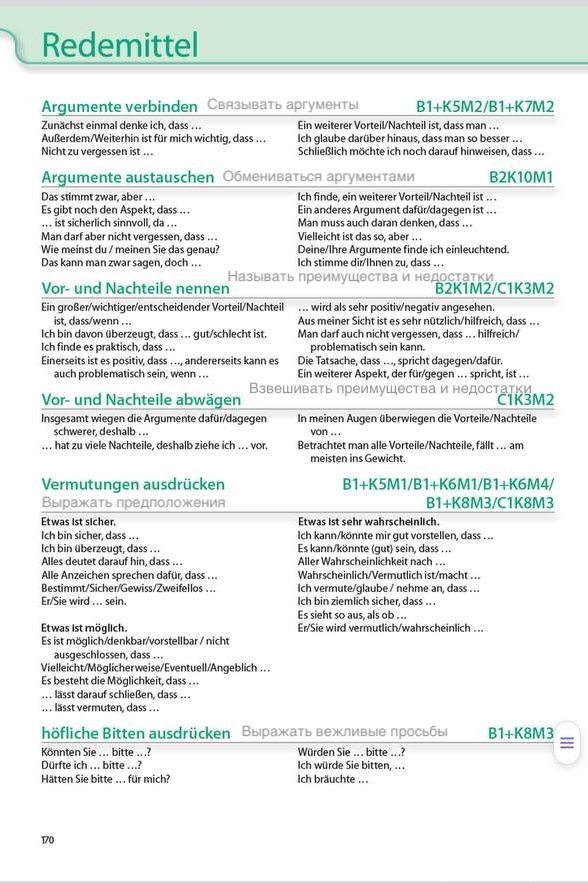 Redemittel
Argumente verbinden Связывать аргументы B1+K5M2/B1+K7M2
Zunächst einmal denke ich, dass …
Außerdem/Weiterhin ist für mich wichtig, dass …
Nicht zu vergessen ist …
Ein weiterer Vorteil/Nachteil ist, dass man …
Ich glaube darüber hinaus, dass man so besser …
Schließlich möchte ich noch darauf hinweisen, dass …
Argumente austauschen Обмениваться аргументами B2K10M1
Das stimmt zwar, aber …
Es gibt noch den Aspekt, dass …
… ist sicherlich sinnvoll, da …
Man darf aber nicht vergessen, dass …
Wie meinst du / meinen Sie das genau?
Das kann man zwar sagen, doch …
Ich finde, ein weiterer Vorteil/Nachteil ist …
Ein anderes Argument dafür/dagegen ist …
Man muss auch daran denken, dass …
Vielleicht ist das so, aber …
Deine/Ihre Argumente finde ich einleuchtend.
Ich stimme dir/Ihnen zu, dass …
Называть преимущества и недостатки
Vor- und Nachteile nennen B2K1M2/C1K3M2
Ein großer/wichtiger/entscheidender Vorteil/Nachteil
ist, dass/wenn …
Ich bin davon überzeugt, dass … gut/schlecht ist.
Ich finde es praktisch, dass …
Einerseits ist es positiv, dass …, andererseits kann es
auch problematisch sein, wenn …
… wird als sehr positiv/negativ angesehen.
Aus meiner Sicht ist es sehr nützlich/hilfreich, dass …
Man darf auch nicht vergessen, dass … hilfreich/
problematisch sein kann.
Die Tatsache, dass …, spricht dagegen/dafür.
Ein weiterer Aspekt, der für/gegen … spricht, ist …
Взвешивать преимущества и недостатки
Vor- und Nachteile abwägen C1K3M2
Insgesamt wiegen die Argumente dafür/dagegen
schwerer, deshalb …
… hat zu viele Nachteile, deshalb ziehe ich … vor.
In meinen Augen überwiegen die Vorteile/Nachteile
von …
Betrachtet man alle Vorteile/Nachteile, fällt … am
meisten ins Gewicht.
Vermutungen ausdrücken B1+K5M1/B1+K6M1/B1+K6M4/
Выражать предположения B1+K8M3/C1K8M3
Etwas ist sicher.
Ich bin sicher, dass …
Ich bin überzeugt, dass …
Alles deutet darauf hin, dass …
Alle Anzeichen sprechen dafür, dass …
Bestimmt/Sicher/Gewiss/Zweifellos …
Er/Sie wird … sein.
Etwas ist möglich.
Es ist möglich/denkbar/vorstellbar / nicht
ausgeschlossen, dass …
Vielleicht/Möglicherweise/Eventuell/Angeblich …
Es besteht die Möglichkeit, dass …
… lässt darauf schließen, dass …
… lässt vermuten, dass …
Etwas ist sehr wahrscheinlich.
Ich kann/könnte mir gut vorstellen, dass …
Es kann/könnte (gut) sein, dass …
Aller Wahrscheinlichkeit nach …
Wahrscheinlich/Vermutlich ist/macht …
Ich vermute/glaube / nehme an, dass …
Ich bin ziemlich sicher, dass …
Es sieht so aus, als ob …
Er/Sie wird vermutlich/wahrscheinlich …
höfliche Bitten ausdrücken Выражать вежливые просьбы B1+K8M3
Könnten Sie … bitte …?
Dürfte ich … bitte …?
Hätten Sie bitte … für mich?
Würden Sie … bitte …?
Ich würde Sie bitten, …
Ich bräuchte …
170